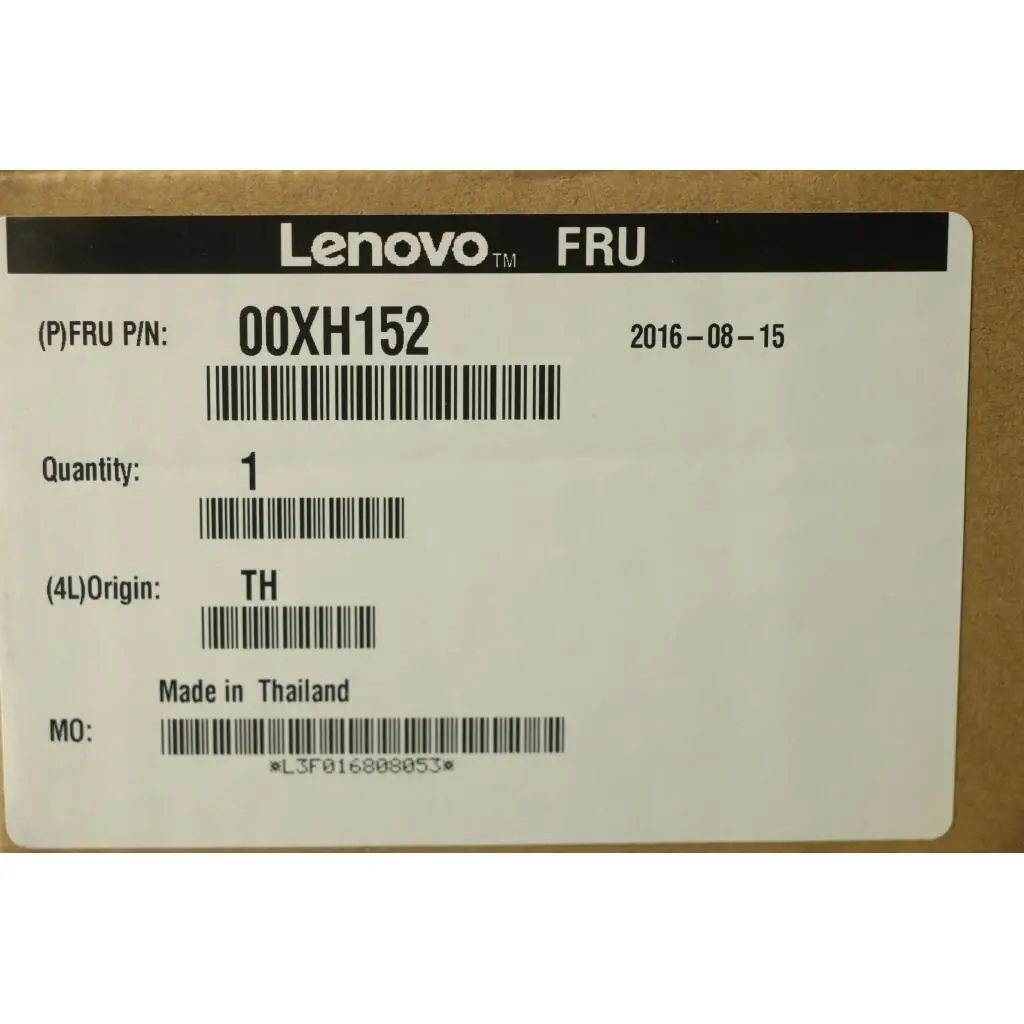 Lenovo™ FRU
(P)FRU P/N: 00XH152 2016-08-15
Quantity: 1
(4L)Origin: TH
Made in Thailand
MO:
*L3F016808053*